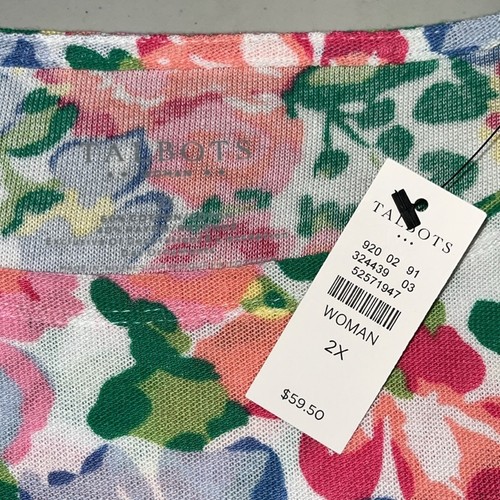 TALBOTS
TALBOTS
920 02 91
324439 03
52571947
WOMAN
2X
$59.50